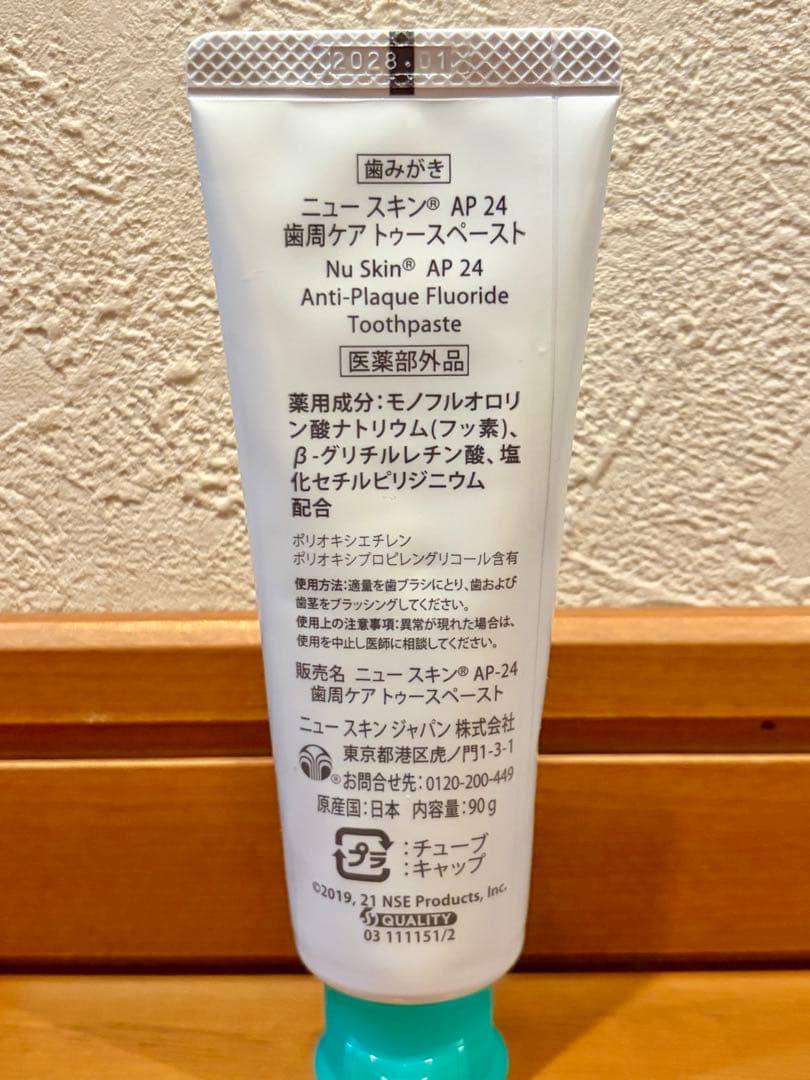 2028.01
歯みがき
ニュー スキン® AP 24
歯周ケア トゥースペースト
Nu Skin® AP 24
Anti-Plaque Fluoride
Toothpaste
医薬部外品
薬用成分:モノフルオロリ
ン酸ナトリウム(フッ素)、
β-グリチルレチン酸、塩
化セチルピリジニウム
配合
ポリオキシエチレン
ポリオキシプロピレングリコール含有
使用方法:適量を歯ブラシにとり、歯および
歯茎をブラッシングしてください。
使用上の注意事項:異常が現れた場合は、
使用を中止し医師に相談してください。
販売名 ニュー スキン® AP-24
歯周ケア トゥースペースト
ニュー スキン ジャパン 株式会社
東京都港区虎ノ門1-3-1
®お問合せ先:0120-200-449
原産国:日本 内容量:90g
プラ
:チューブ
:キャップ
©2019, 21 NSE Products, Inc.
QUALITY
03 111151/2